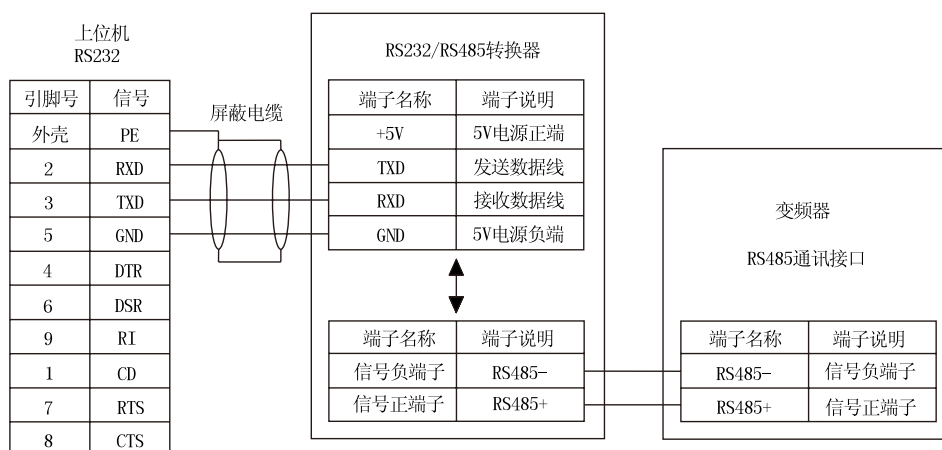 上位机
RS232
引脚号 信号
外壳 PE
2 RXD
3 TXD
5 GND
4 DTR
6 DSR
9 RI
1 CD
7 RTS
8 CTS
屏蔽电缆
RS232/RS485转换器
端子名称 端子说明
+5V 5V电源正端
TXD 发送数据线
RXD 接收数据线
GND 5V电源负端
端子名称 端子说明
信号负端子 RS485-
信号正端子 RS485+
变频器
RS485通讯接口
端子名称 端子说明
RS485- 信号负端子
RS485+ 信号正端子